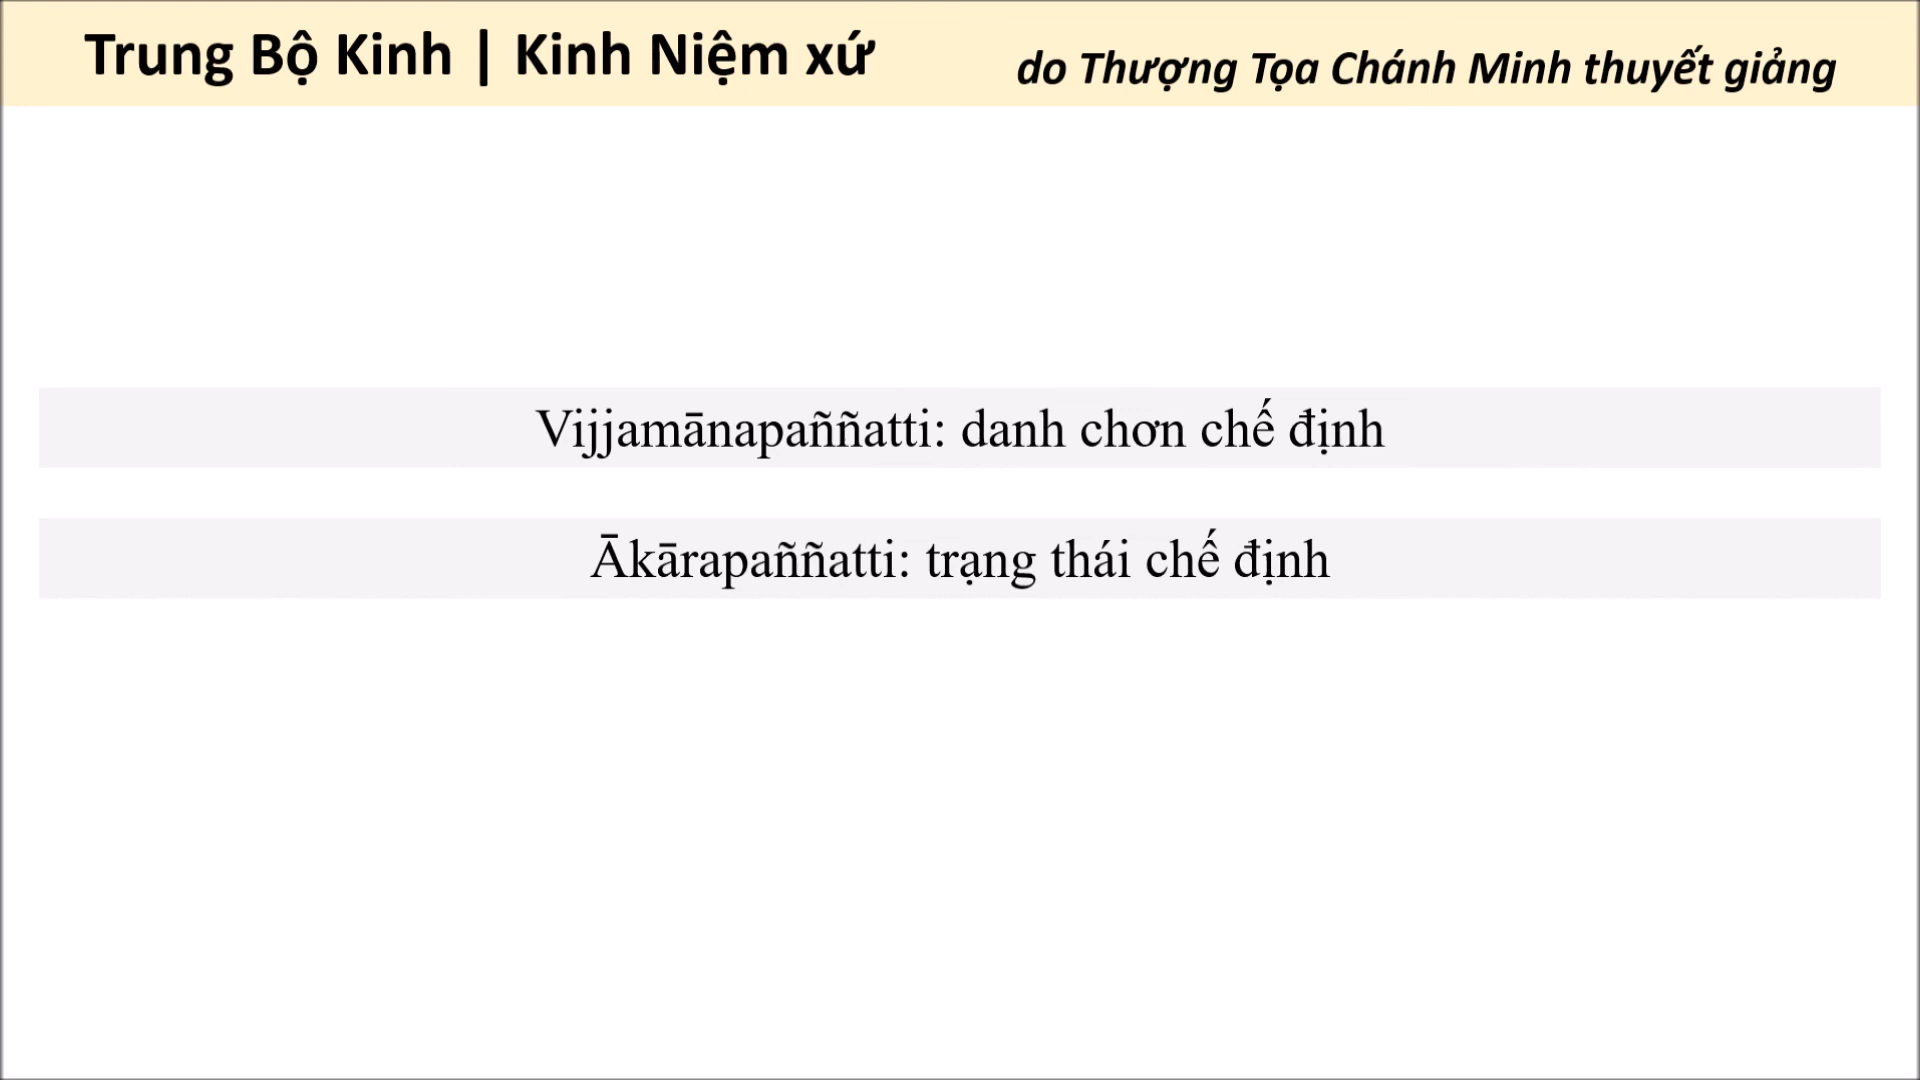 Trung Bộ Kinh | Kinh Niệm xứ
do Thượng Tọa Chánh Minh thuyết giảng
Vijjamānapaññatti: danh chơn chế định
Ākārapaññatti: trạng thái chế định